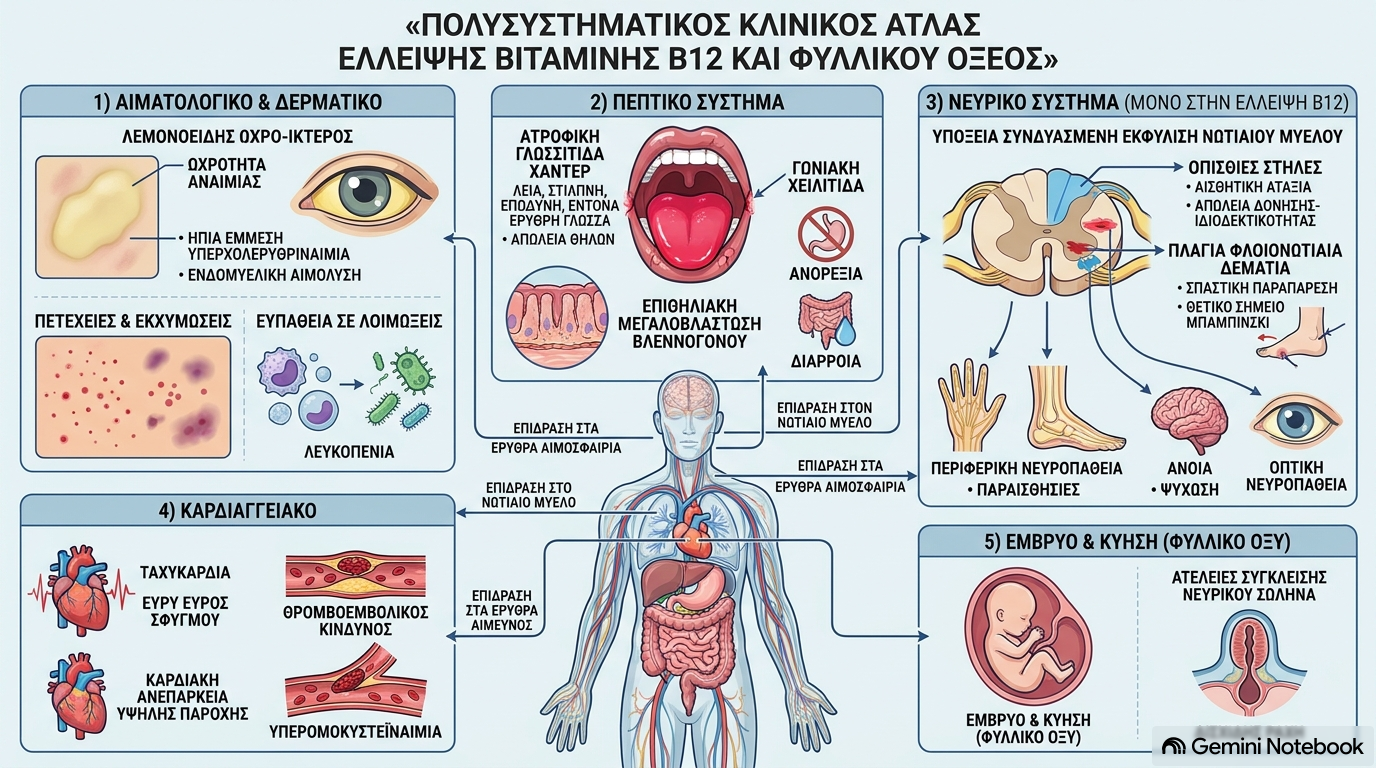 «ΠΟΛΥΣΥΣΤΗΜΑΤΙΚΟΣ ΚΛΙΝΙΚΟΣ ΑΤΛΑΣ
ΕΛΛΕΙΨΗΣ ΒΙΤΑΜΙΝΗΣ Β12 ΚΑΙ ΦΥΛΛΙΚΟΥ ΟΞΕΟΣ»
1) ΑΙΜΑΤΟΛΟΓΙΚΟ & ΔΕΡΜΑΤΙΚΟ
ΛΕΜΟΝΟΕΙΔΗΣ ΩΧΡΟ-ΙΚΤΕΡΟΣ
ΩΧΡΟΤΗΤΑ
ΑΝΑΙΜΙΑΣ
• ΗΠΙΑ ΕΜΜΕΣΗ
ΥΠΕΡΧΟΛΕΡΥΘΡΙΝΑΙΜΙΑ
• ΕΝΔΟΜΥΕΛΙΚΗ ΑΙΜΟΛΥΣΗ
ΠΕΤΕΧΕΙΕΣ & ΕΚΧΥΜΩΣΕΙΣ
ΕΥΠΑΘΕΙΑ ΣΕ ΛΟΙΜΩΞΕΙΣ
ΛΕΥΚΟΠΕΝΙΑ
2) ΠΕΠΤΙΚΟ ΣΥΣΤΗΜΑ
ΑΤΡΟΦΙΚΗ
ΓΛΩΣΣΙΤΙΔΑ
ΧΑΝΤΕΡ
ΛΕΙΑ, ΣΤΙΛΠΝΗ,
ΕΠΟΔΥΝΗ, ΕΝΤΟΝΑ
ΕΡΥΘΡΗ ΓΛΩΣΣΑ
• ΑΠΩΛΕΙΑ ΘΗΛΩΝ
ΓΩΝΙΑΚΗ
ΧΕΙΛΙΤΙΔΑ
ΑΝΟΡΕΞΙΑ
ΕΠΙΘΗΛΙΑΚΗ
ΜΕΓΑΛΟΒΛΑΣΤΩΣΗ
ΒΛΕΝΝΟΓΟΝΟΥ
ΔΙΑΡΡΟΙΑ
3) ΝΕΥΡΙΚΟ ΣΥΣΤΗΜΑ (ΜΟΝΟ ΣΤΗΝ ΕΛΛΕΙΨΗ Β12)
ΥΠΟΞΕΙΑ ΣΥΝΔΥΑΣΜΕΝΗ ΕΚΦΥΛΙΣΗ ΝΩΤΙΑΙΟΥ ΜΥΕΛΟΥ
ΟΠΙΣΘΙΕΣ ΣΤΗΛΕΣ
• ΑΙΣΘΗΤΙΚΗ ΑΤΑΞΙΑ
• ΑΠΩΛΕΙΑ ΔΟΝΗΣΗΣ-
ΙΔΙΟΔΕΚΤΙΚΟΤΗΤΑΣ
ΠΛΑΓΙΑ ΦΛΟΙΟΝΩΤΙΑΙΑ
ΔΕΜΑΤΙΑ
• ΣΠΑΣΤΙΚΗ ΠΑΡΑΠΑΡΕΣΗ
• ΘΕΤΙΚΟ ΣΗΜΕΙΟ
ΜΠΑΜΠΙΝΣΚΙ
ΠΕΡΙΦΕΡΙΚΗ ΝΕΥΡΟΠΑΘΕΙΑ
• ΠΑΡΑΙΣΘΗΣΙΕΣ
ΑΝΟΙΑ
• ΨΥΧΩΣΗ
ΟΠΤΙΚΗ
ΝΕΥΡΟΠΑΘΕΙΑ
ΕΠΙΔΡΑΣΗ ΣΤΑ
ΕΡΥΘΡΑ ΑΙΜΟΣΦΑΙΡΙΑ
ΕΠΙΔΡΑΣΗ ΣΤΟΝ
ΝΩΤΙΑΙΟ ΜΥΕΛΟ
ΕΠΙΔΡΑΣΗ ΣΤΑ
ΕΡΥΘΡΑ ΑΙΜΟΣΦΑΙΡΙΑ
ΕΠΙΔΡΑΣΗ ΣΤΟ
ΝΩΤΙΑΙΟ ΜΥΕΛΟ
ΕΠΙΔΡΑΣΗ
ΣΤΑ ΕΡΥΘΡΑ
ΑΙΜΕΥΝΟΣ
4) ΚΑΡΔΙΑΓΓΕΙΑΚΟ
ΤΑΧΥΚΑΡΔΙΑ
ΕΥΡΥ ΕΥΡΟΣ
ΣΦΥΓΜΟΥ
ΘΡΟΜΒΟΕΜΒΟΛΙΚΟΣ
ΚΙΝΔΥΝΟΣ
ΚΑΡΔΙΑΚΗ
ΑΝΕΠΑΡΚΕΙΑ
ΥΨΗΛΗΣ ΠΑΡΟΧΗΣ
ΥΠΕΡΟΜΟΚΥΣΤΕΪΝΑΙΜΙΑ
5) ΕΜΒΡΥΟ & ΚΥΗΣΗ (ΦΥΛΛΙΚΟ ΟΞΥ)
ΕΜΒΡΥΟ & ΚΥΗΣΗ
(ΦΥΛΛΙΚΟ ΟΞΥ)
ΑΤΕΛΕΙΕΣ ΣΥΓΚΛΕΙΣΗΣ
ΝΕΥΡΙΚΟΥ ΣΩΛΗΝΑ
Gemini Notebook